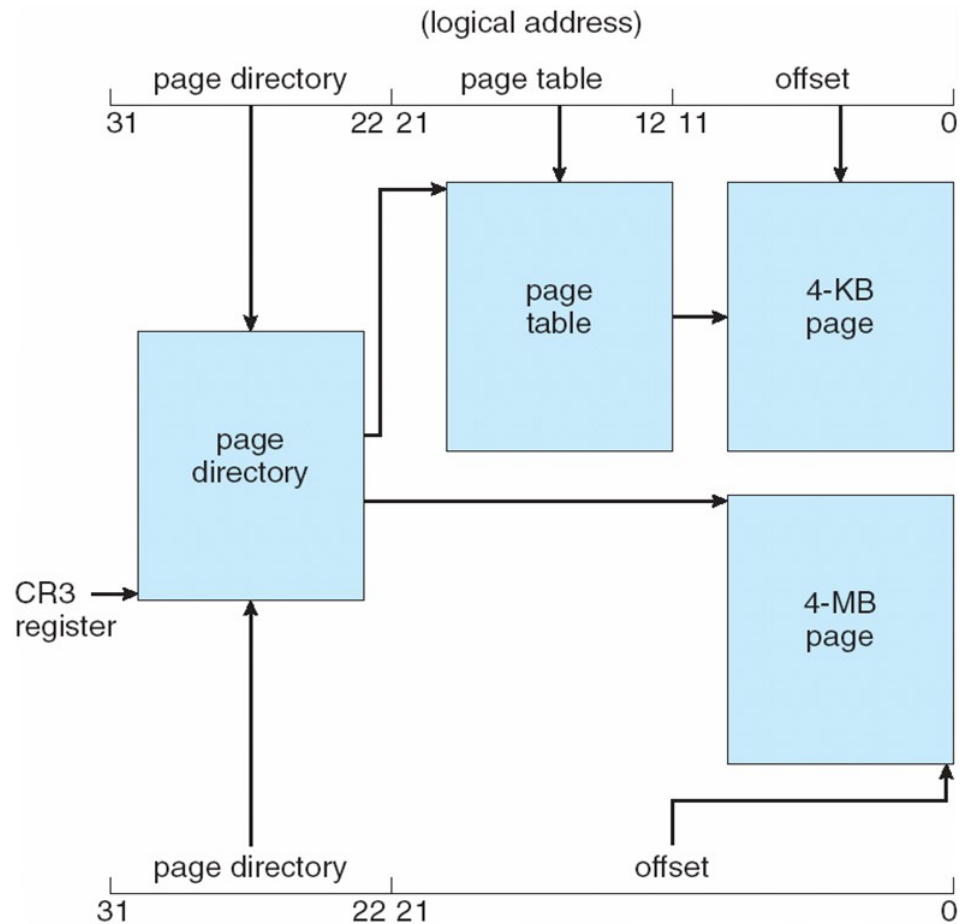 (logical address)
page directory page table offset
31 22 21 12 11 0
page
table
4-KB
page
page
directory
CR3
register
4-MB
page
page directory offset
31 22 21 0